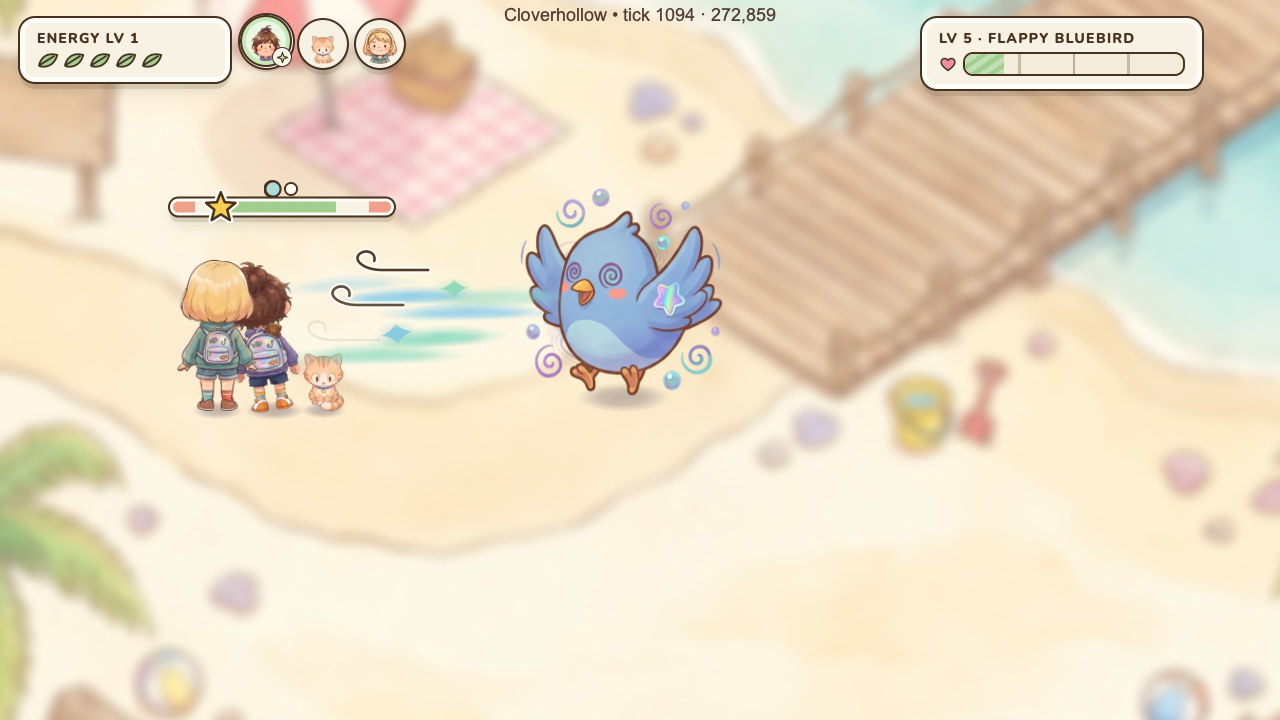 Cloverhollow • tick 1094 · 272,859
ENERGY LV 1
LV 5 · FLAPPY BLUEBIRD